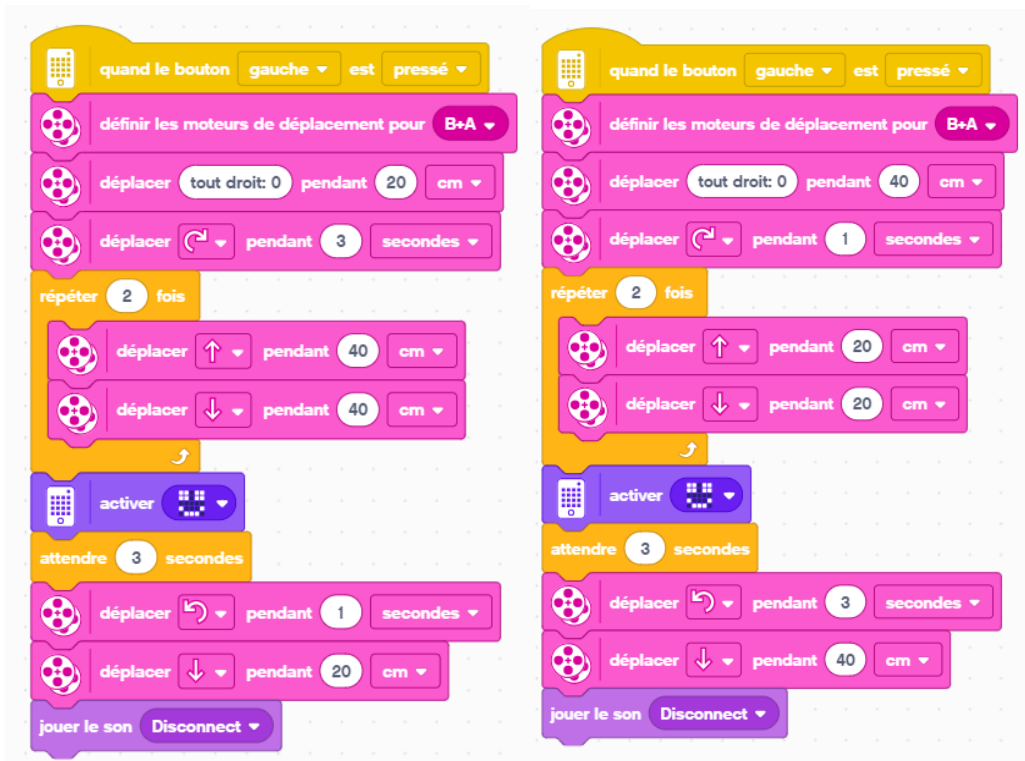 quand le bouton gauche est pressé
définir les moteurs de déplacement pour B+A
déplacer tout droit: 0 pendant 20 cm
déplacer pendant 3 secondes
répéter 2 fois
déplacer pendant 40 cm
déplacer pendant 40 cm
activer
attendre 3 secondes
déplacer pendant 1 secondes
déplacer pendant 20 cm
jouer le son Disconnect
quand le bouton gauche est pressé
définir les moteurs de déplacement pour B+A
déplacer tout droit: 0 pendant 40 cm
déplacer pendant 1 secondes
répéter 2 fois
déplacer pendant 20 cm
déplacer pendant 20 cm
activer
attendre 3 secondes
déplacer pendant 3 secondes
déplacer pendant 40 cm
jouer le son Disconnect